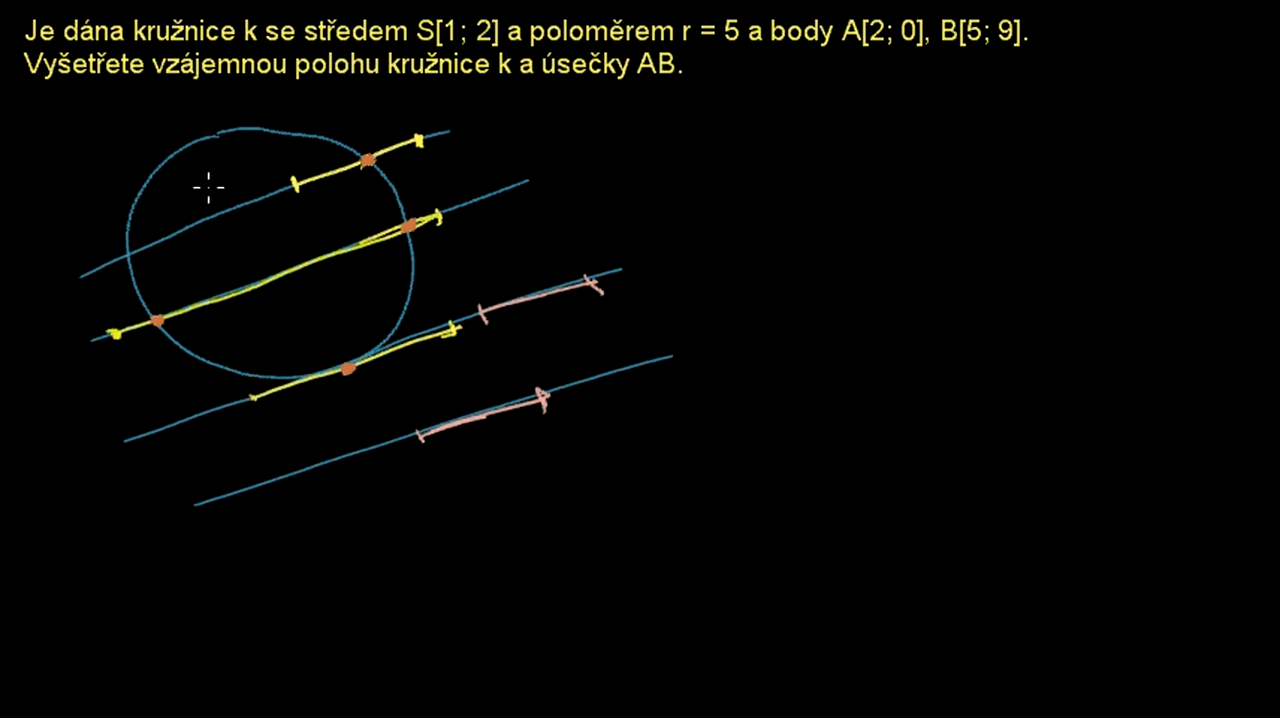 Je dána kružnice k se středem S[1; 2] a poloměrem r = 5 a body A[2; 0], B[5; 9].
Vyšetřete vzájemnou polohu kružnice k a úsečky AB.